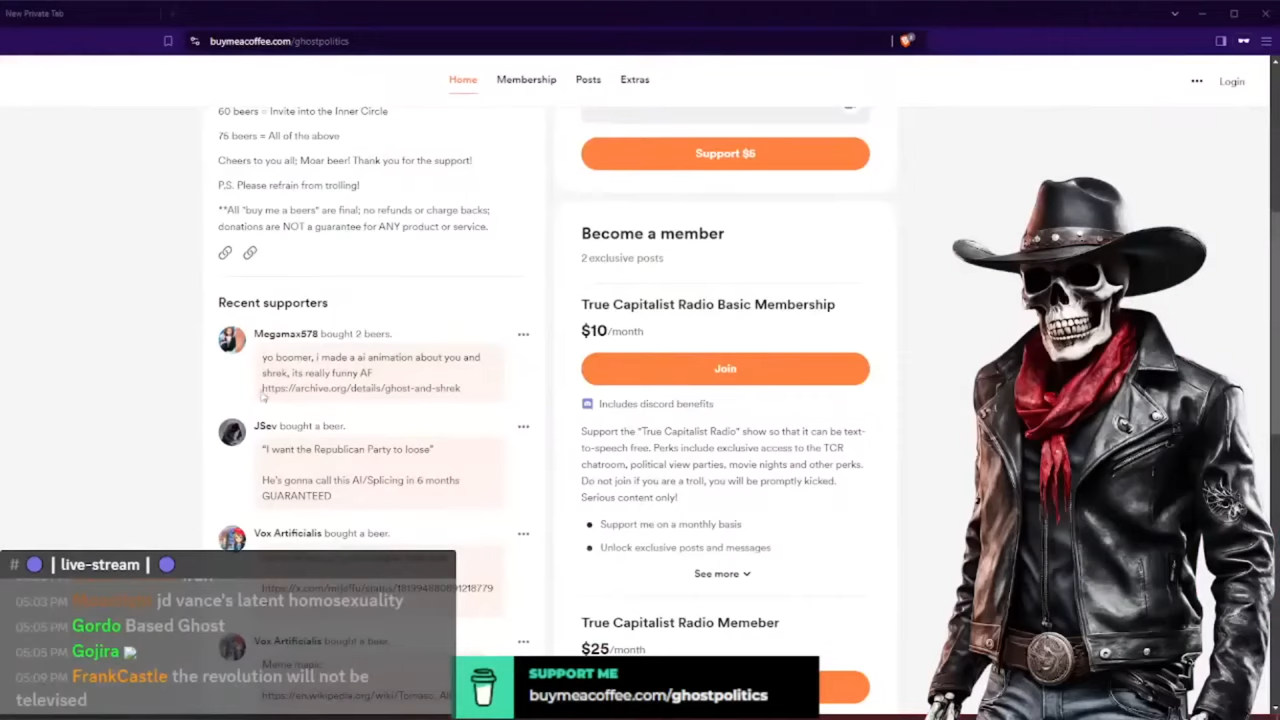 New Private Tab
buymeacoffee.com/ghostpolitics
Home
Membership
Posts
Extras
Login
60 beers = Invite into the Inner Circle
75 beers = All of the above
Cheers to you all; Moar beer! Thank you for the support!
P.S. Please refrain from trolling!
**All "buy me a beers" are final; no refunds or charge backs;
donations are NOT a guarantee for ANY product or service.
Recent supporters
Megamax578 bought 2 beers.
yo boomer, i made a ai animation about you and
shrek, its really funny AF
https://archive.org/details/ghost-and-shrek
JSev bought a beer.
"I want the Republican Party to loose"
He's gonna call this AI/Splicing in 6 months
GUARANTEED
Vox Artificialis bought a beer.
Vox Artificialis bought a beer.
Meme magic
Support $5
Become a member
2 exclusive posts
True Capitalist Radio Basic Membership
$10/month
Join
Includes discord benefits
Support the "True Capitalist Radio" show so that it can be text-
to-speech free. Perks include exclusive access to the TCR
chatroom, political view parties, movie nights and other perks.
Do not join if you are a troll, you will be promptly kicked.
Serious content only!
Support me on a monthly basis
Unlock exclusive posts and messages
See more
True Capitalist Radio Memeber
$25/month
# | live-stream |
05:03 PM jd vance's latent homosexuality
05:05 PM Gordo Based Ghost
05:05 PM Gojira
05:09 PM FrankCastle the revolution will not be
televised
SUPPORT ME
buymeacoffee.com/ghostpolitics